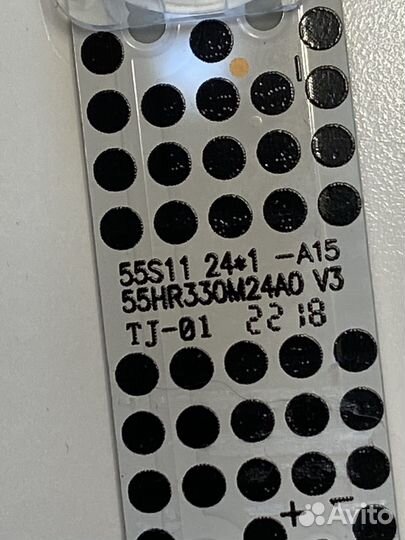 55S11 24*1 -A15
55HR330M24A0 V3
TJ-01 2218
+ -
Avito